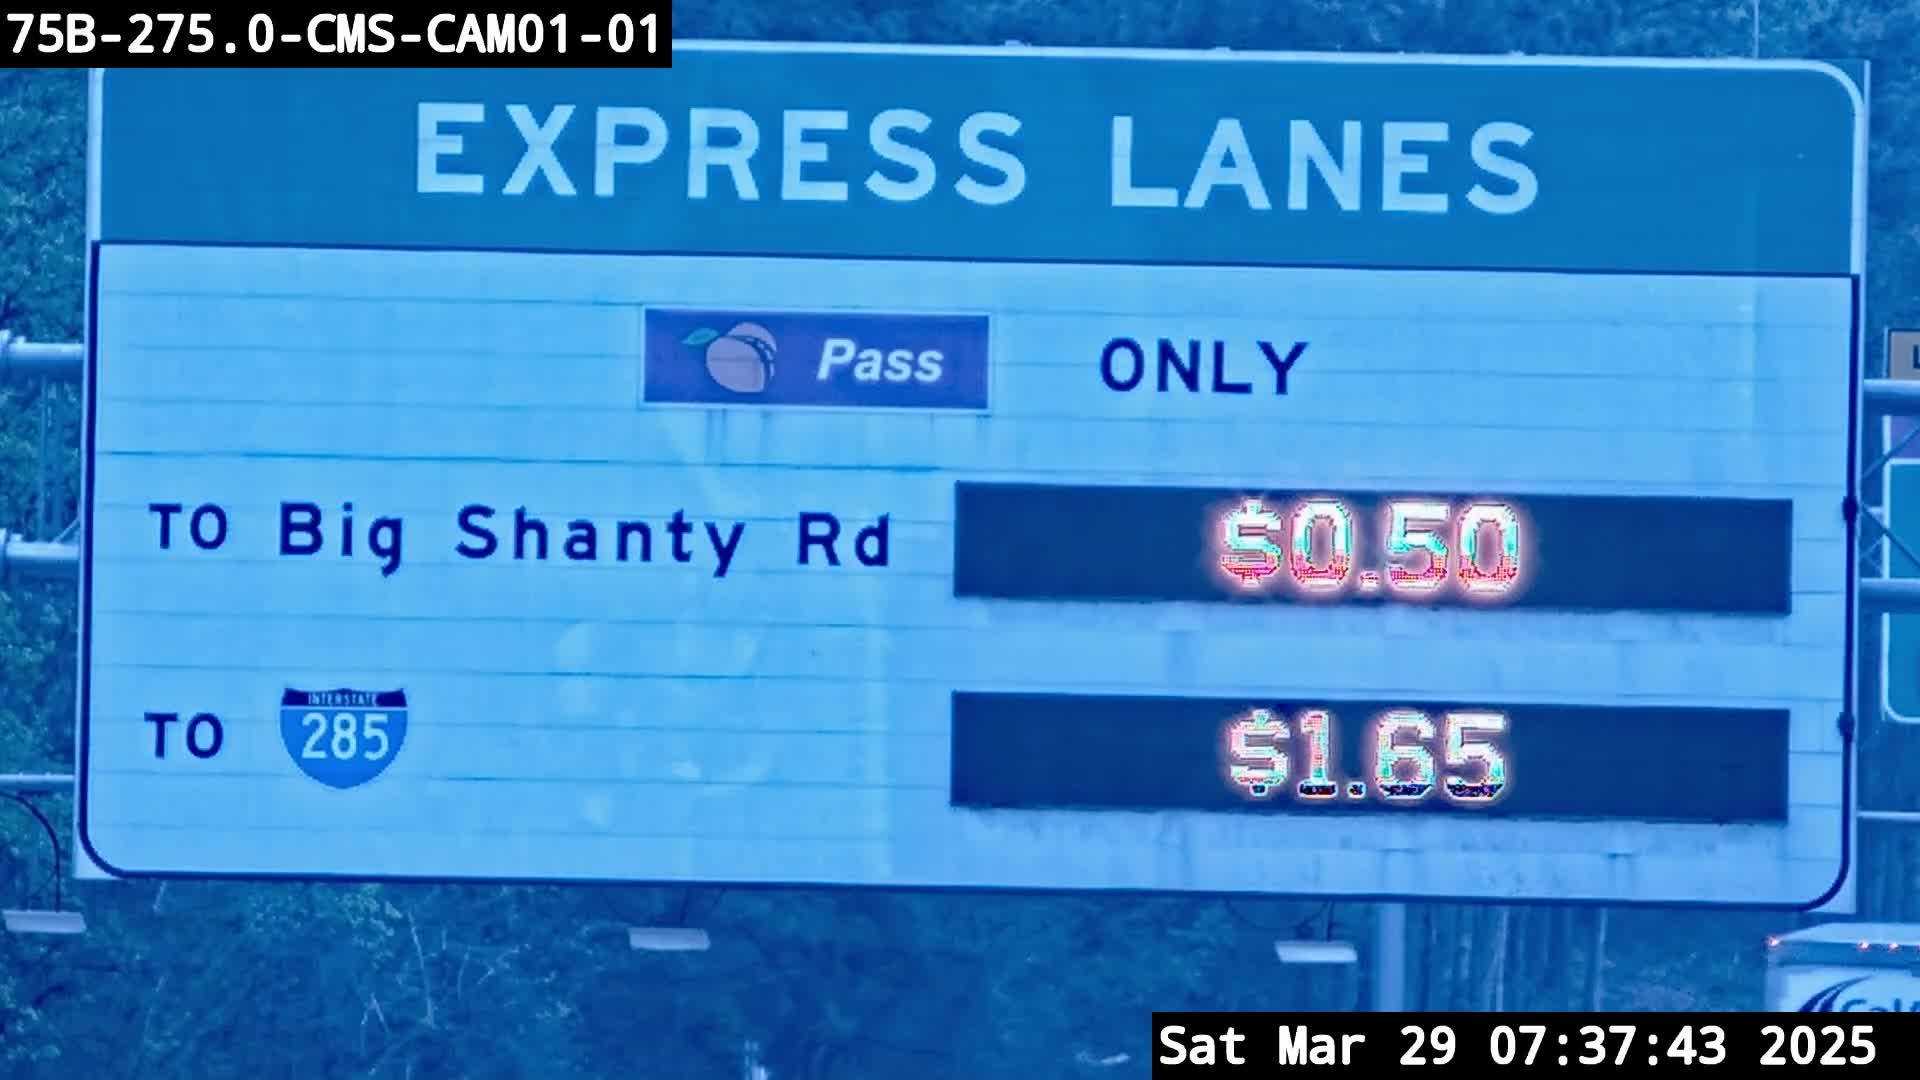 75B-275.0-CMS-CAM01-01
EXPRESS LANES
Pass ONLY
TO Big Shanty Rd $0.50
TO INTERSTATE 285 $1.65
Sat Mar 29 07:37:43 2025